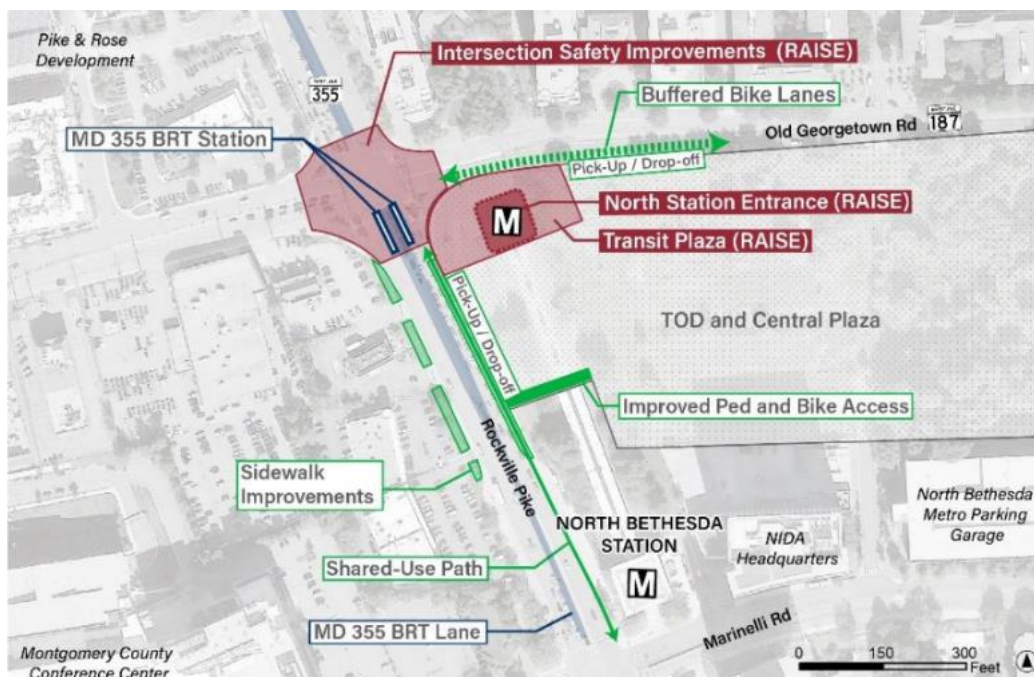 Pike & Rose
Development
355
Intersection Safety Improvements (RAISE)
Buffered Bike Lanes
MD 355 BRT Station
Old Georgetown Rd
187
Pick-Up / Drop-off
M
North Station Entrance (RAISE)
Transit Plaza (RAISE)
Pick-Up / Drop-off
TOD and Central Plaza
Improved Ped and Bike Access
Rockville Pike
Sidewalk
Improvements
NORTH BETHESDA
STATION
M
NIDA
Headquarters
North Bethesda
Metro Parking
Garage
Shared-Use Path
MD 355 BRT Lane
Marinelli Rd
Montgomery County
Conference Center
0 150 300
Feet